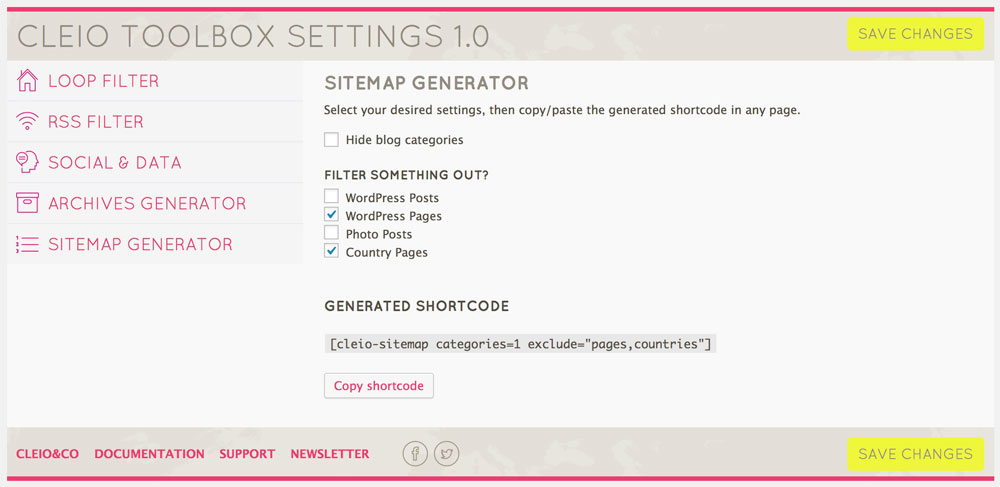 CLEIO TOOLBOX SETTINGS 1.0
SAVE CHANGES
LOOP FILTER
RSS FILTER
SOCIAL & DATA
ARCHIVES GENERATOR
SITEMAP GENERATOR
SITEMAP GENERATOR
Select your desired settings, then copy/paste the generated shortcode in any page.
Hide blog categories
FILTER SOMETHING OUT?
WordPress Posts
WordPress Pages
Photo Posts
Country Pages
GENERATED SHORTCODE
[cleio-sitemap categories=1 exclude="pages,countries"]
Copy shortcode
CLEIO&CO DOCUMENTATION SUPPORT NEWSLETTER
SAVE CHANGES